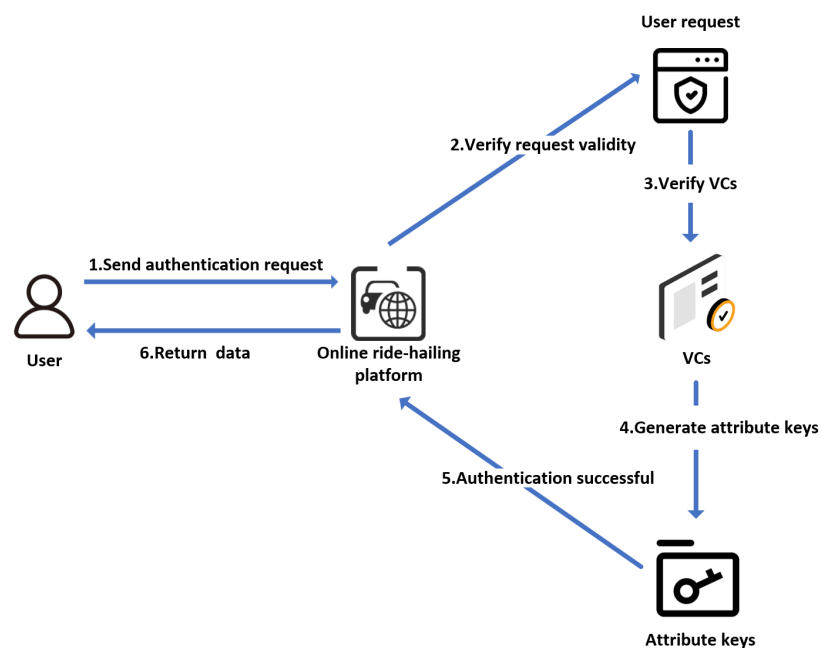 User request
2.Verify request validity
3.Verify VCs
1.Send authentication request
User
6.Return data
Online ride-hailing
platform
VCs
4.Generate attribute keys
5.Authentication successful
Attribute keys